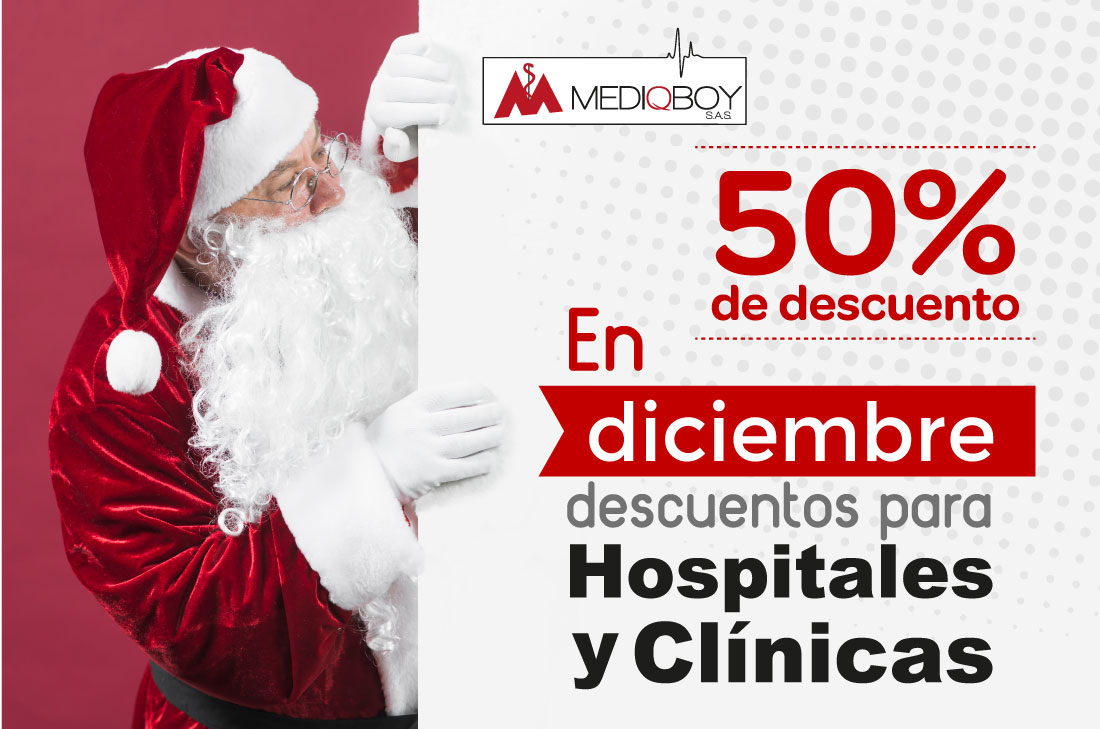 MEDIQBOY
S.A.S.
50%
de descuento
En
diciembre
descuentos para
Hospitales
y Clínicas